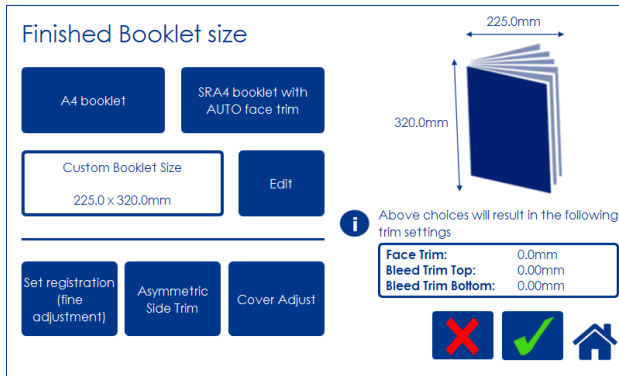 Finished Booklet size
A4 booklet
SRA4 booklet with
AUTO face trim
Custom Booklet Size
225.0 x 320.0mm
Edit
Set registration
(fine
adjustment)
Asymmetric
Side Trim
Cover Adjust
225.0mm
320.0mm
i
Above choices will result in the following
trim settings
Face Trim: 0.0mm
Bleed Trim Top: 0.00mm
Bleed Trim Bottom: 0.00mm